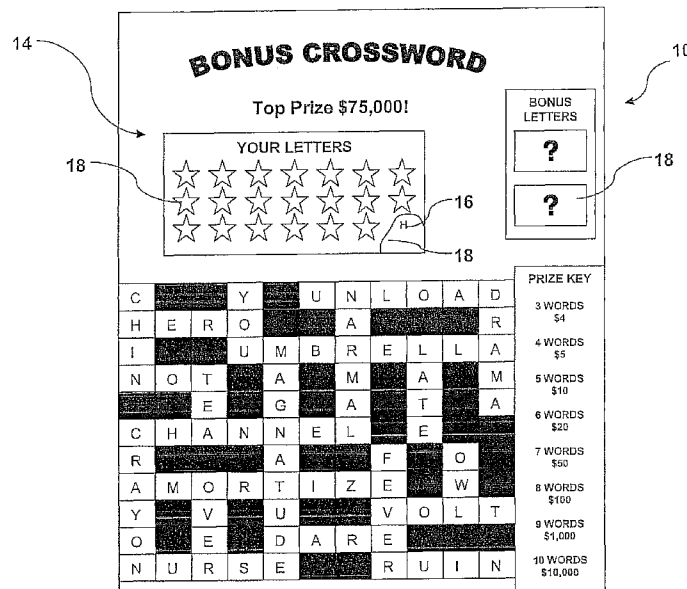 14
BONUS CROSSWORD
10
Top Prize $75,000!
BONUS
LETTERS
?
?
18
YOUR LETTERS
18
16
H
18
C Y U N L O A D
H E R O A R
I U M B R E L L A
N O T A M A M
E G A T A
C H A N N E L E
R A F O
A M O R T I Z E W
Y V U V O L T
O E D A R E
N U R S E R U I N
PRIZE KEY
3 WORDS
$4
4 WORDS
$5
5 WORDS
$10
6 WORDS
$20
7 WORDS
$50
8 WORDS
$100
9 WORDS
$1,000
10 WORDS
$10,000